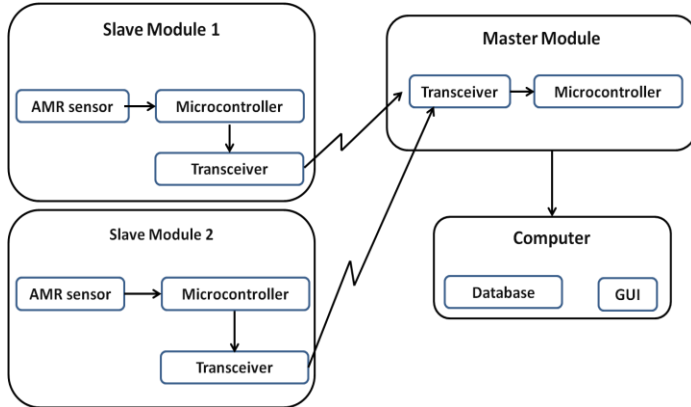 Slave Module 1
AMR sensor
Microcontroller
Transceiver
Slave Module 2
AMR sensor
Microcontroller
Transceiver
Master Module
Transceiver
Microcontroller
Computer
Database
GUI